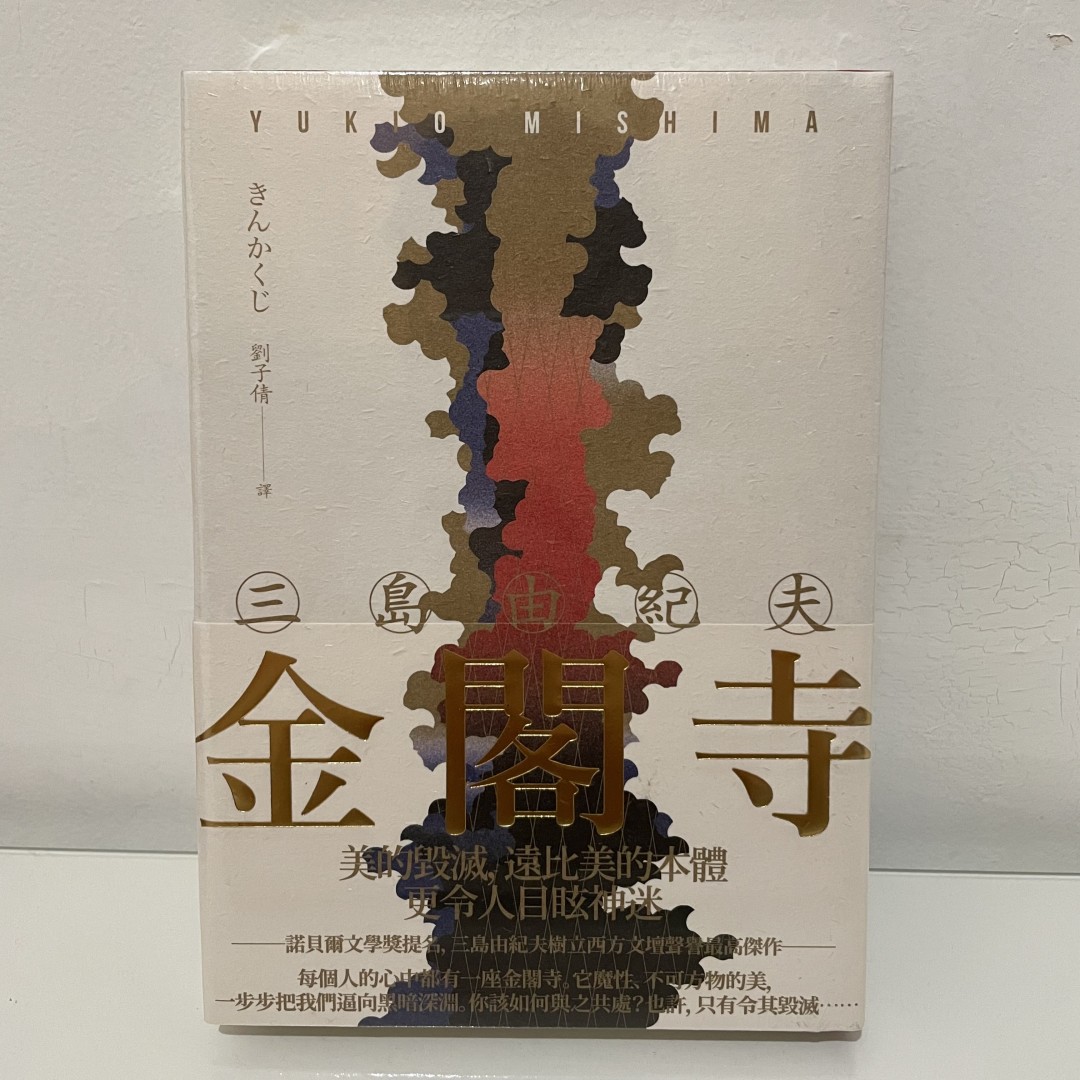 YUKIO MISHIMA
きんかくじ
劉子倩——譯
三島由紀夫
金閣寺
美的毀滅，遠比美的本體
更令人目眩神迷
——諾貝爾文學獎提名，三島由紀夫樹立西方文壇聲譽最高傑作——
每個人的心中都有一座金閣寺。它魔性、不可方物的美，
一步步把我們逼向黑暗深淵。你該如何與之共處？也許，只有令其毀滅……